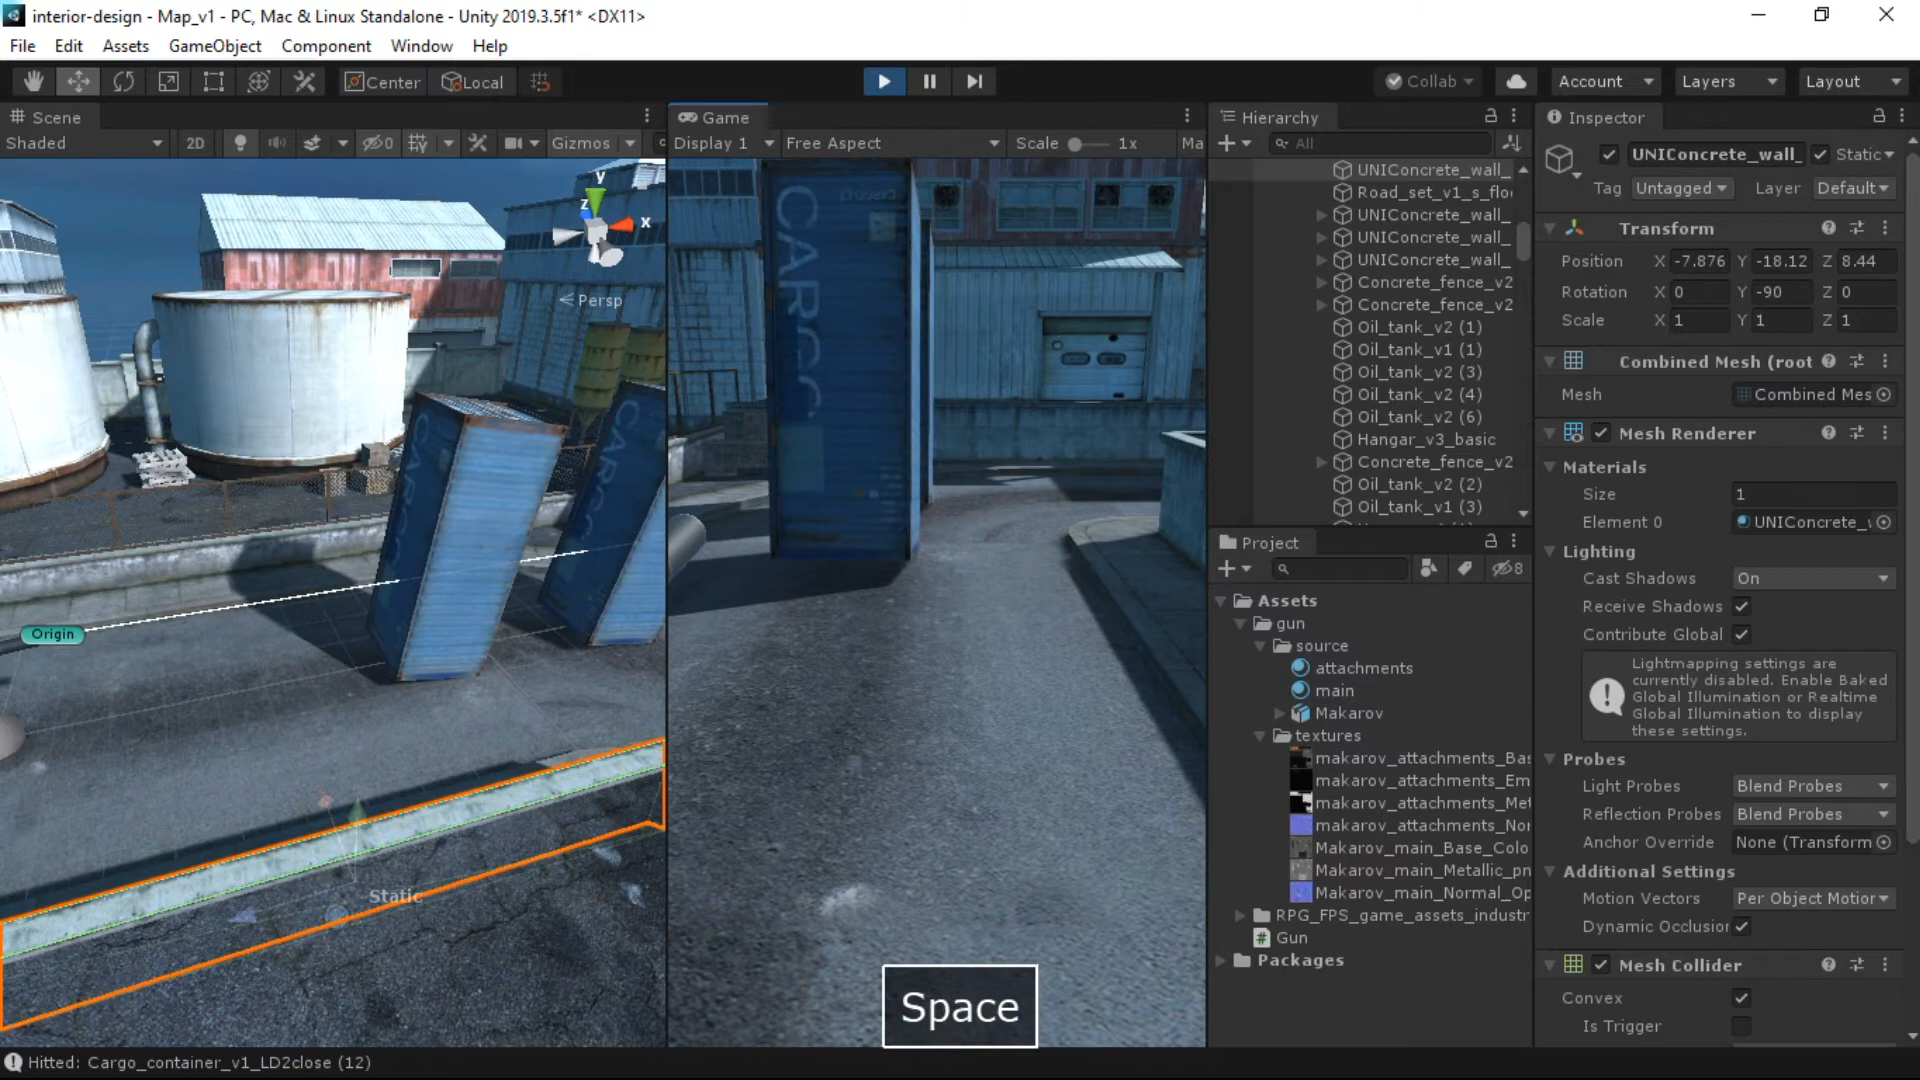 interior-design - Map_v1 - PC, Mac & Linux Standalone - Unity 2019.3.5f1* <DX11>
File Edit Assets GameObject Component Window Help
Center Local Collab Account Layers Layout
Scene
Shaded 2D 0 Gizmos
y
z
x
Persp
CARGO
CARGO
Origin
Static
Game
Display 1 Free Aspect Scale 1x Ma
CARGO
Space
Hierarchy
All
UNIConcrete_wall_
Road_set_v1_s_flo
UNIConcrete_wall_
UNIConcrete_wall_
UNIConcrete_wall_
Concrete_fence_v2
Concrete_fence_v2
Oil_tank_v2 (1)
Oil_tank_v1 (1)
Oil_tank_v2 (3)
Oil_tank_v2 (4)
Oil_tank_v2 (6)
Hangar_v3_basic
Concrete_fence_v2
Oil_tank_v2 (2)
Oil_tank_v1 (3)
Project
8
Assets
gun
source
attachments
main
Makarov
textures
makarov_attachments_Bas
makarov_attachments_Em
makarov_attachments_Met
makarov_attachments_Nor
Makarov_main_Base_Colo
Makarov_main_Metallic_pn
Makarov_main_Normal_Op
RPG_FPS_game_assets_industr
Gun
Packages
Inspector
UNIConcrete_wall_ Static
Tag Untagged Layer Default
Transform
Position X -7.876 Y -18.12 Z 8.44
Rotation X 0 Y -90 Z 0
Scale X 1 Y 1 Z 1
Combined Mesh (root
Mesh Combined Mes
Mesh Renderer
Materials
Size 1
Element 0 UNIConcrete_
Lighting
Cast Shadows On
Receive Shadows
Contribute Global
Lightmapping settings are
currently disabled. Enable Baked
Global Illumination or Realtime
Global Illumination to display
these settings.
Probes
Light Probes Blend Probes
Reflection Probes Blend Probes
Anchor Override None (Transform
Additional Settings
Motion Vectors Per Object Motion
Dynamic Occlusion
Mesh Collider
Convex
Is Trigger
Hitted: Cargo_container_v1_LD2close (12)